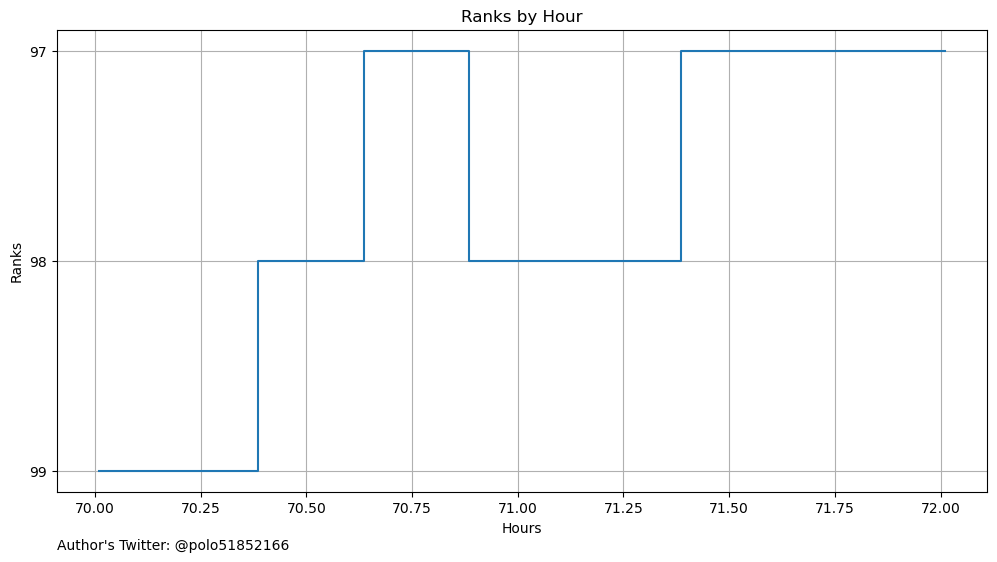 Ranks by Hour
Ranks
97
98
99
70.00 70.25 70.50 70.75 71.00 71.25 71.50 71.75 72.00
Hours
Author's Twitter: @polo51852166